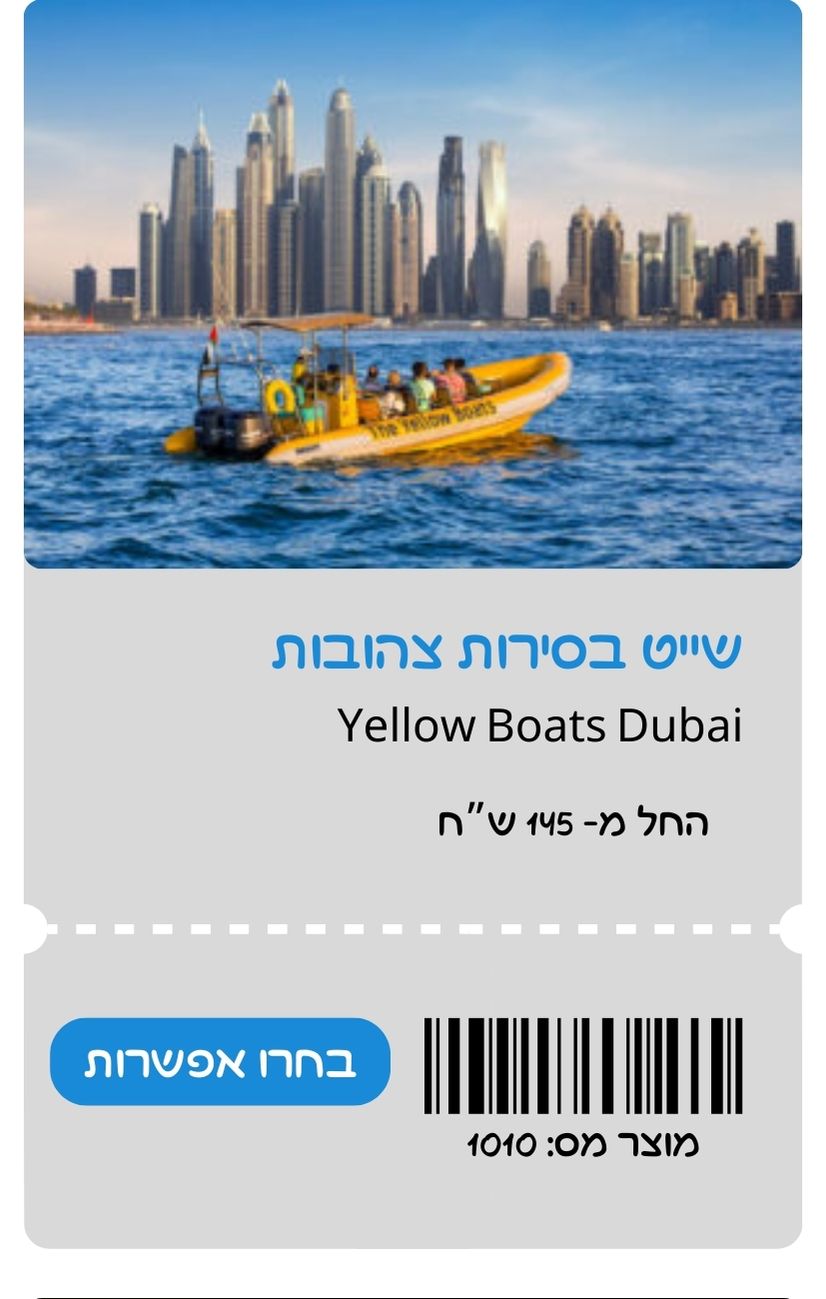 The Yellow Boats
שייט בסירות צהובות
Yellow Boats Dubai
החל מ- 145 ש״ח
בחרו אפשרות
מוצר מס: 1010